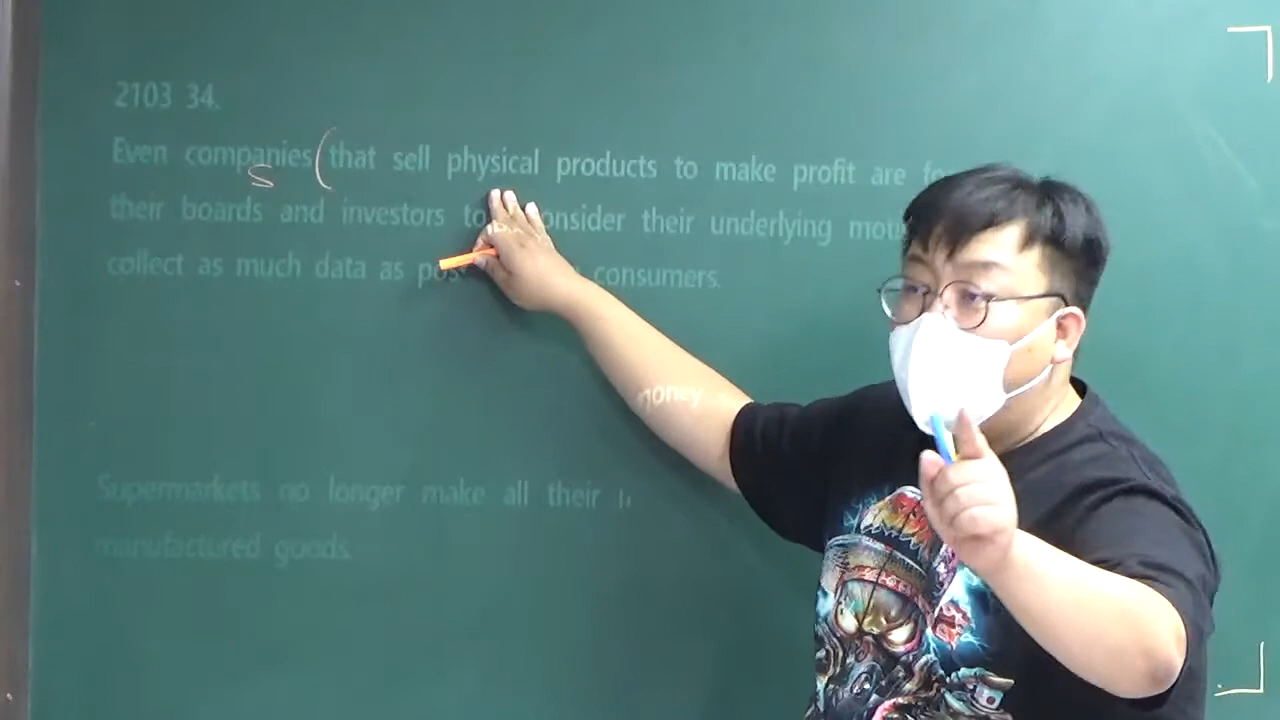 2103 34.
Even companies (that sell physical products to make profit are
S
their boards and investors to consider their underlying
collect as much data as consumers.
money
Supermarkets no longer make all their
manufactured goods.